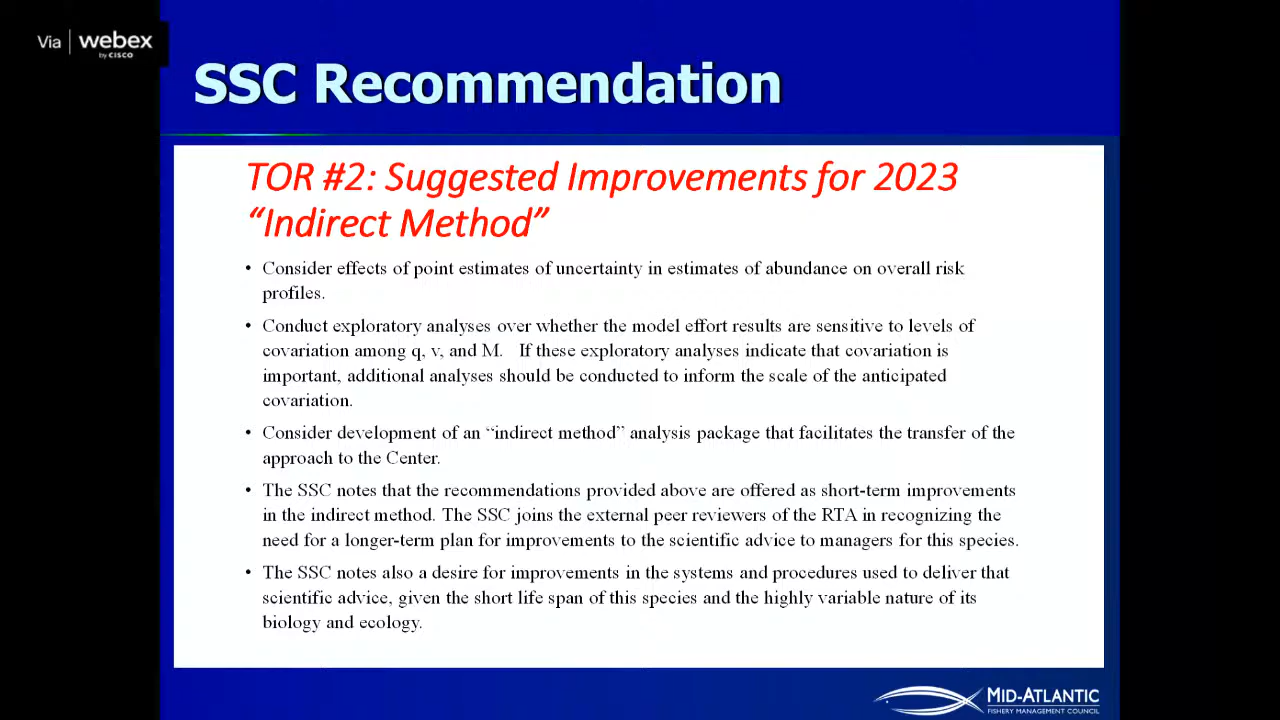 Via webex
by CISCO
SSC Recommendation
TOR #2: Suggested Improvements for 2023
“Indirect Method”
• Consider effects of point estimates of uncertainty in estimates of abundance on overall risk
profiles.
• Conduct exploratory analyses over whether the model effort results are sensitive to levels of
covariation among q, v, and M. If these exploratory analyses indicate that covariation is
important, additional analyses should be conducted to inform the scale of the anticipated
covariation.
• Consider development of an “indirect method” analysis package that facilitates the transfer of the
approach to the Center.
• The SSC notes that the recommendations provided above are offered as short-term improvements
in the indirect method. The SSC joins the external peer reviewers of the RTA in recognizing the
need for a longer-term plan for improvements to the scientific advice to managers for this species.
• The SSC notes also a desire for improvements in the systems and procedures used to deliver that
scientific advice, given the short life span of this species and the highly variable nature of its
biology and ecology.
MID-ATLANTIC
FISHERY MANAGEMENT COUNCIL